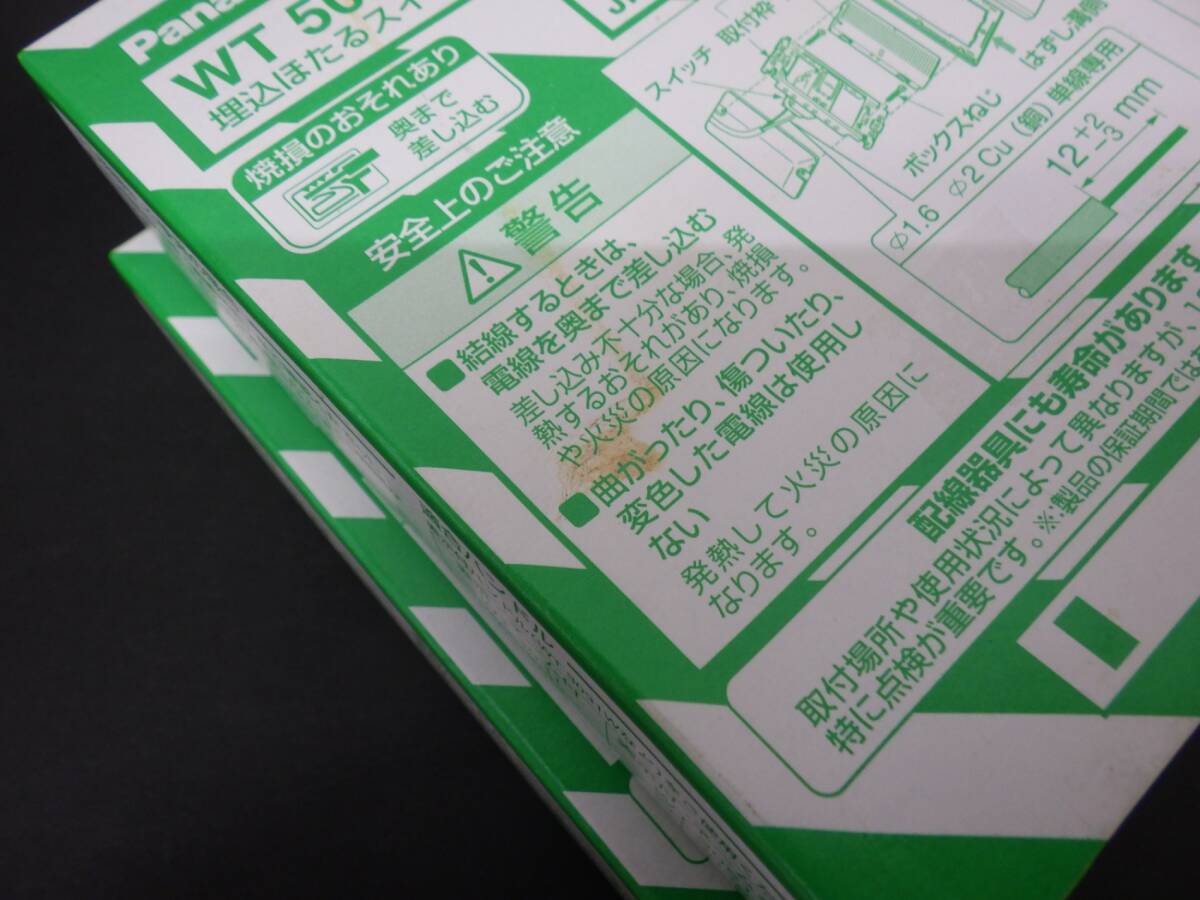 Pana
WT 50
埋込ほたるスイ
焼損のおそれあり
奥まで
差し込む
安全上のご注意
警告
■結線するときは、
電線を奥まで差し込む
差し込み不十分な場合、発
熱するおそれがあり、焼損
や火災の原因になります。
■曲がったり、傷ついたり、
変色した電線は使用し
ない
発熱して火災の原因に
なります。
スイッチ
取付枠
はずし溝側
ボックスねじ
φ1.6 φ2 Cu (銅) 単線専用
12 +2 −3 mm
配線器具にも寿命があります
取付場所や使用状況によって異なりますが、1
特に点検が重要です。※製品の保証期間では